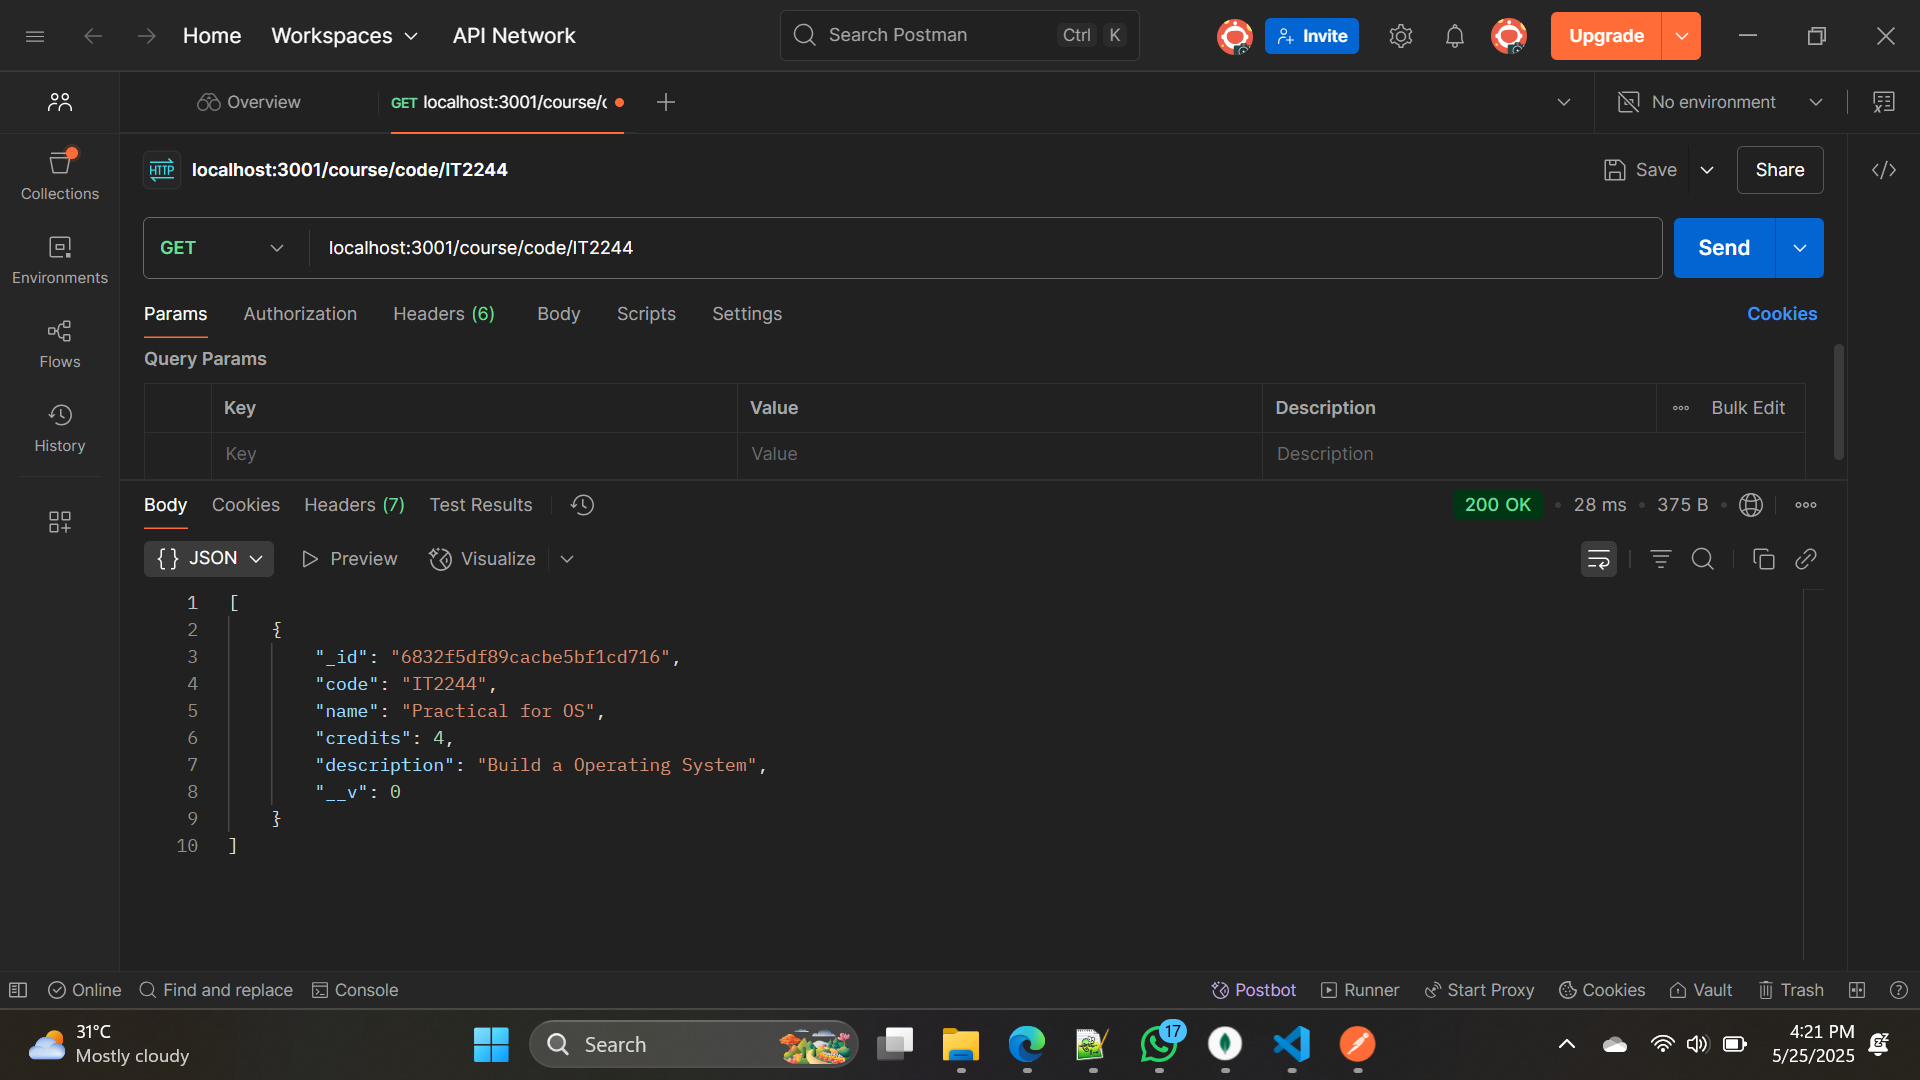 Home Workspaces API Network Search Postman Ctrl K Invite Upgrade
Overview GET localhost:3001/course/c No environment
HTTP localhost:3001/course/code/IT2244 Save Share
Collections
GET localhost:3001/course/code/IT2244 Send
Environments
Params Authorization Headers (6) Body Scripts Settings Cookies
Flows
Query Params
Key Value Description Bulk Edit
History
Key Value Description
Body Cookies Headers (7) Test Results 200 OK • 28 ms • 375 B •
{} JSON Preview Visualize
1 [
2 {
3 "_id": "6832f5df89cacbe5bf1cd716",
4 "code": "IT2244",
5 "name": "Practical for OS",
6 "credits": 4,
7 "description": "Build a Operating System",
8 "__v": 0
9 }
10 ]
Online Find and replace Console Postbot Runner Start Proxy Cookies Vault Trash
31°C
Mostly cloudy
Search
17
4:21 PM
5/25/2025